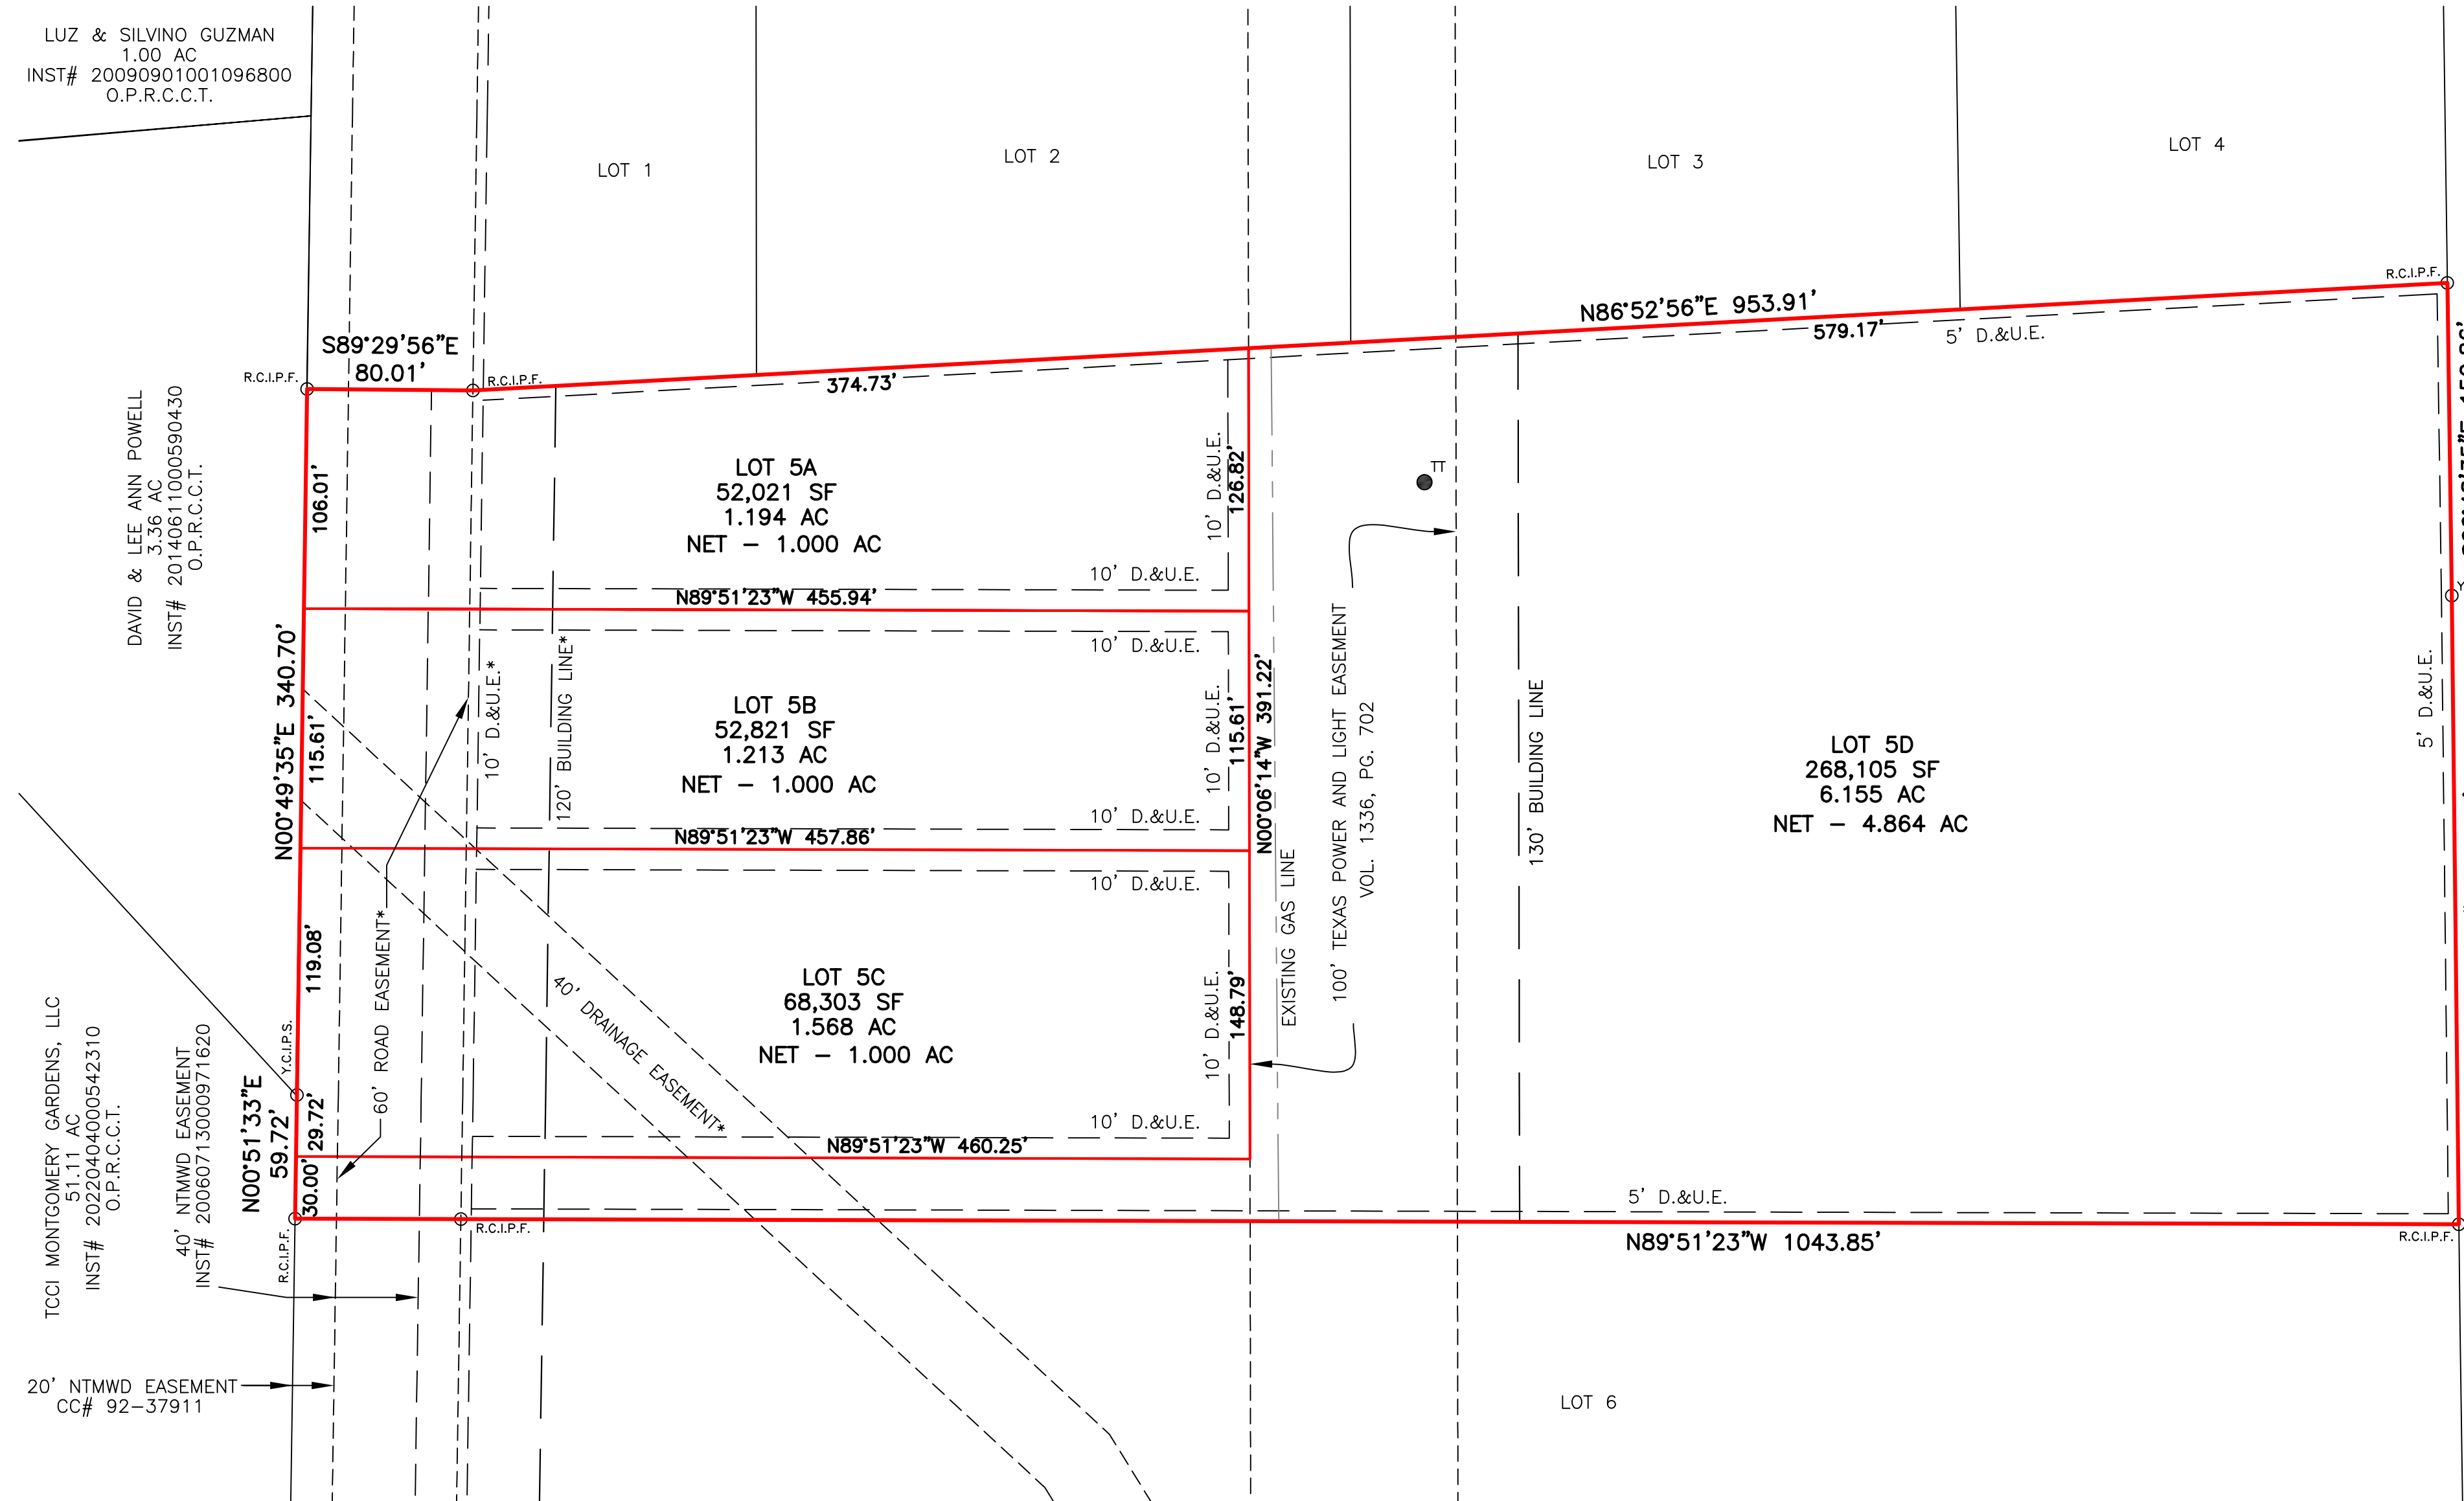 LUZ & SILVINO GUZMAN
1.00 AC
INST# 20090901001096800
O.P.R.C.C.T.
LOT 1
LOT 2
LOT 3
LOT 4
R.C.I.P.F.
N86°52'56"E 953.91'
579.17'
5' D.&U.E.
S89°29'56"E
80.01'
R.C.I.P.F.
R.C.I.P.F.
374.73'
DAVID & LEE ANN POWELL
3.36 AC
INST# 20140611000590430
O.P.R.C.C.T.
106.01'
LOT 5A
52,021 SF
1.194 AC
NET - 1.000 AC
10' D.&U.E.
126.82'
TT
10' D.&U.E.
N89°51'23"W 455.94'
10' D.&U.E.
N00°49'35"E 340.70'
115.61'
10' D.&U.E.*
120' BUILDING LINE*
LOT 5B
52,821 SF
1.213 AC
NET - 1.000 AC
10' D.&U.E.
115.61'
N00°06'14"W 391.22'
10' D.&U.E.
N89°51'23"W 457.86'
10' D.&U.E.
EXISTING GAS LINE
100' TEXAS POWER AND LIGHT EASEMENT
VOL. 1336, PG. 702
130' BUILDING LINE
LOT 5D
268,105 SF
6.155 AC
NET - 4.864 AC
5' D.&U.E.
119.08'
60' ROAD EASEMENT*
40' DRAINAGE EASEMENT*
LOT 5C
68,303 SF
1.568 AC
NET - 1.000 AC
10' D.&U.E.
148.79'
10' D.&U.E.
N89°51'23"W 460.25'
Y.C.I.P.S.
N00°51'33"E
59.72'
29.72'
30.00'
R.C.I.P.F.
R.C.I.P.F.
5' D.&U.E.
N89°51'23"W 1043.85'
R.C.I.P.F.
TCCI MONTGOMERY GARDENS, LLC
51.11 AC
INST# 20220404000542310
O.P.R.C.C.T.
40' NTMWD EASEMENT
INST# 20060713000971620
20' NTMWD EASEMENT
CC# 92-37911
LOT 6